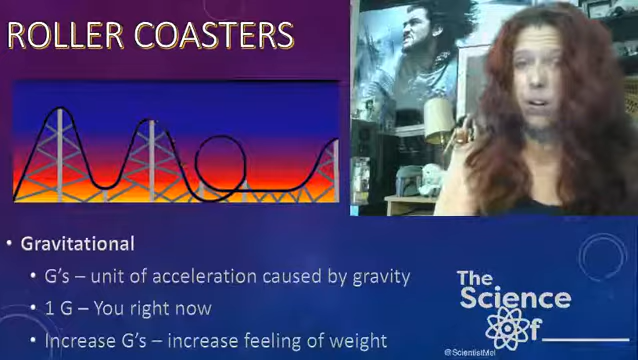 ROLLER COASTERS
• Gravitational
• G's – unit of acceleration caused by gravity
• 1 G – You right now
• Increase G's – increase feeling of weight
The
Science
Of______
@ScientistMel